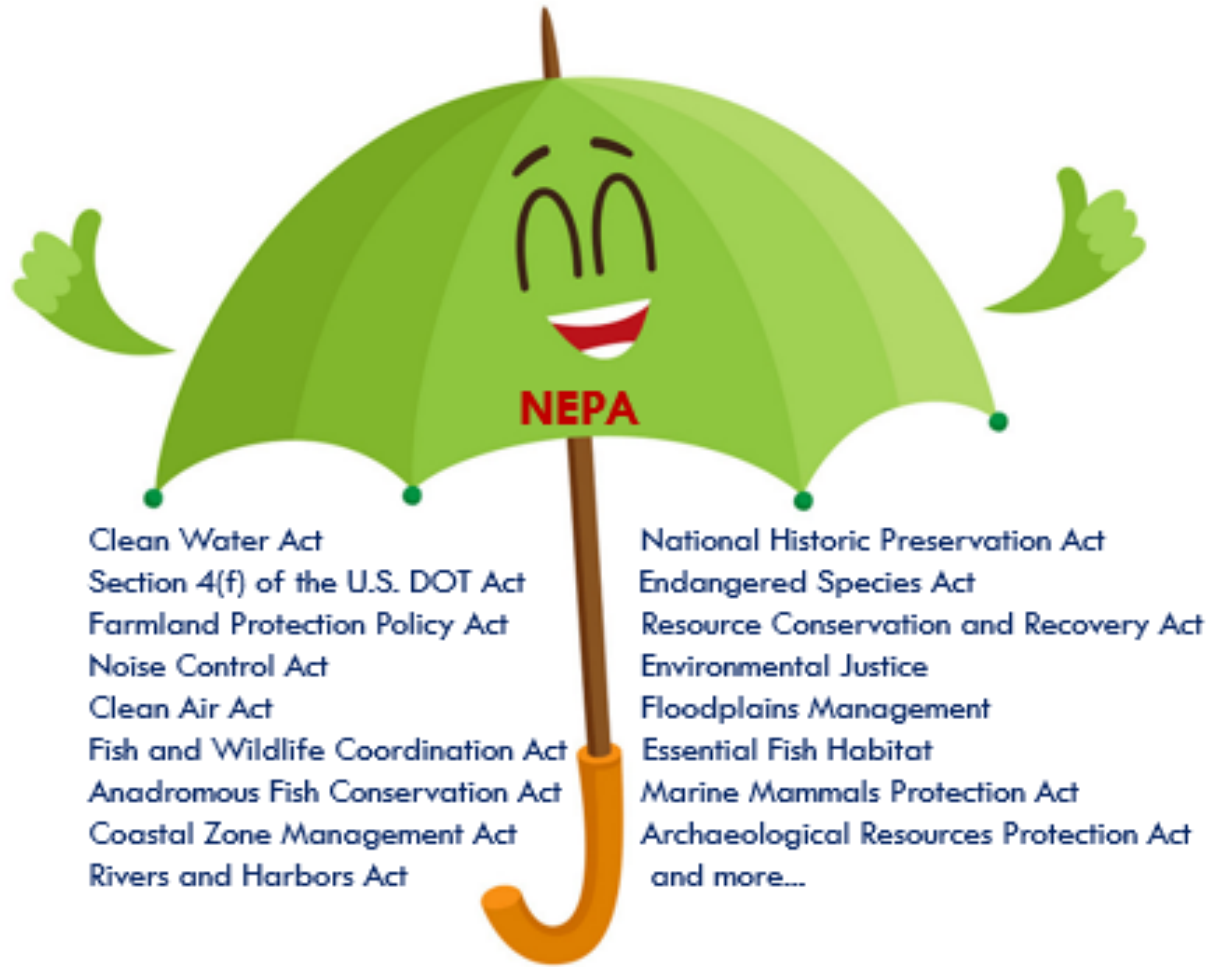 NEPA
Clean Water Act
Section 4(f) of the U.S. DOT Act
Farmland Protection Policy Act
Noise Control Act
Clean Air Act
Fish and Wildlife Coordination Act
Anadromous Fish Conservation Act
Coastal Zone Management Act
Rivers and Harbors Act
National Historic Preservation Act
Endangered Species Act
Resource Conservation and Recovery Act
Environmental Justice
Floodplains Management
Essential Fish Habitat
Marine Mammals Protection Act
Archaeological Resources Protection Act
and more...